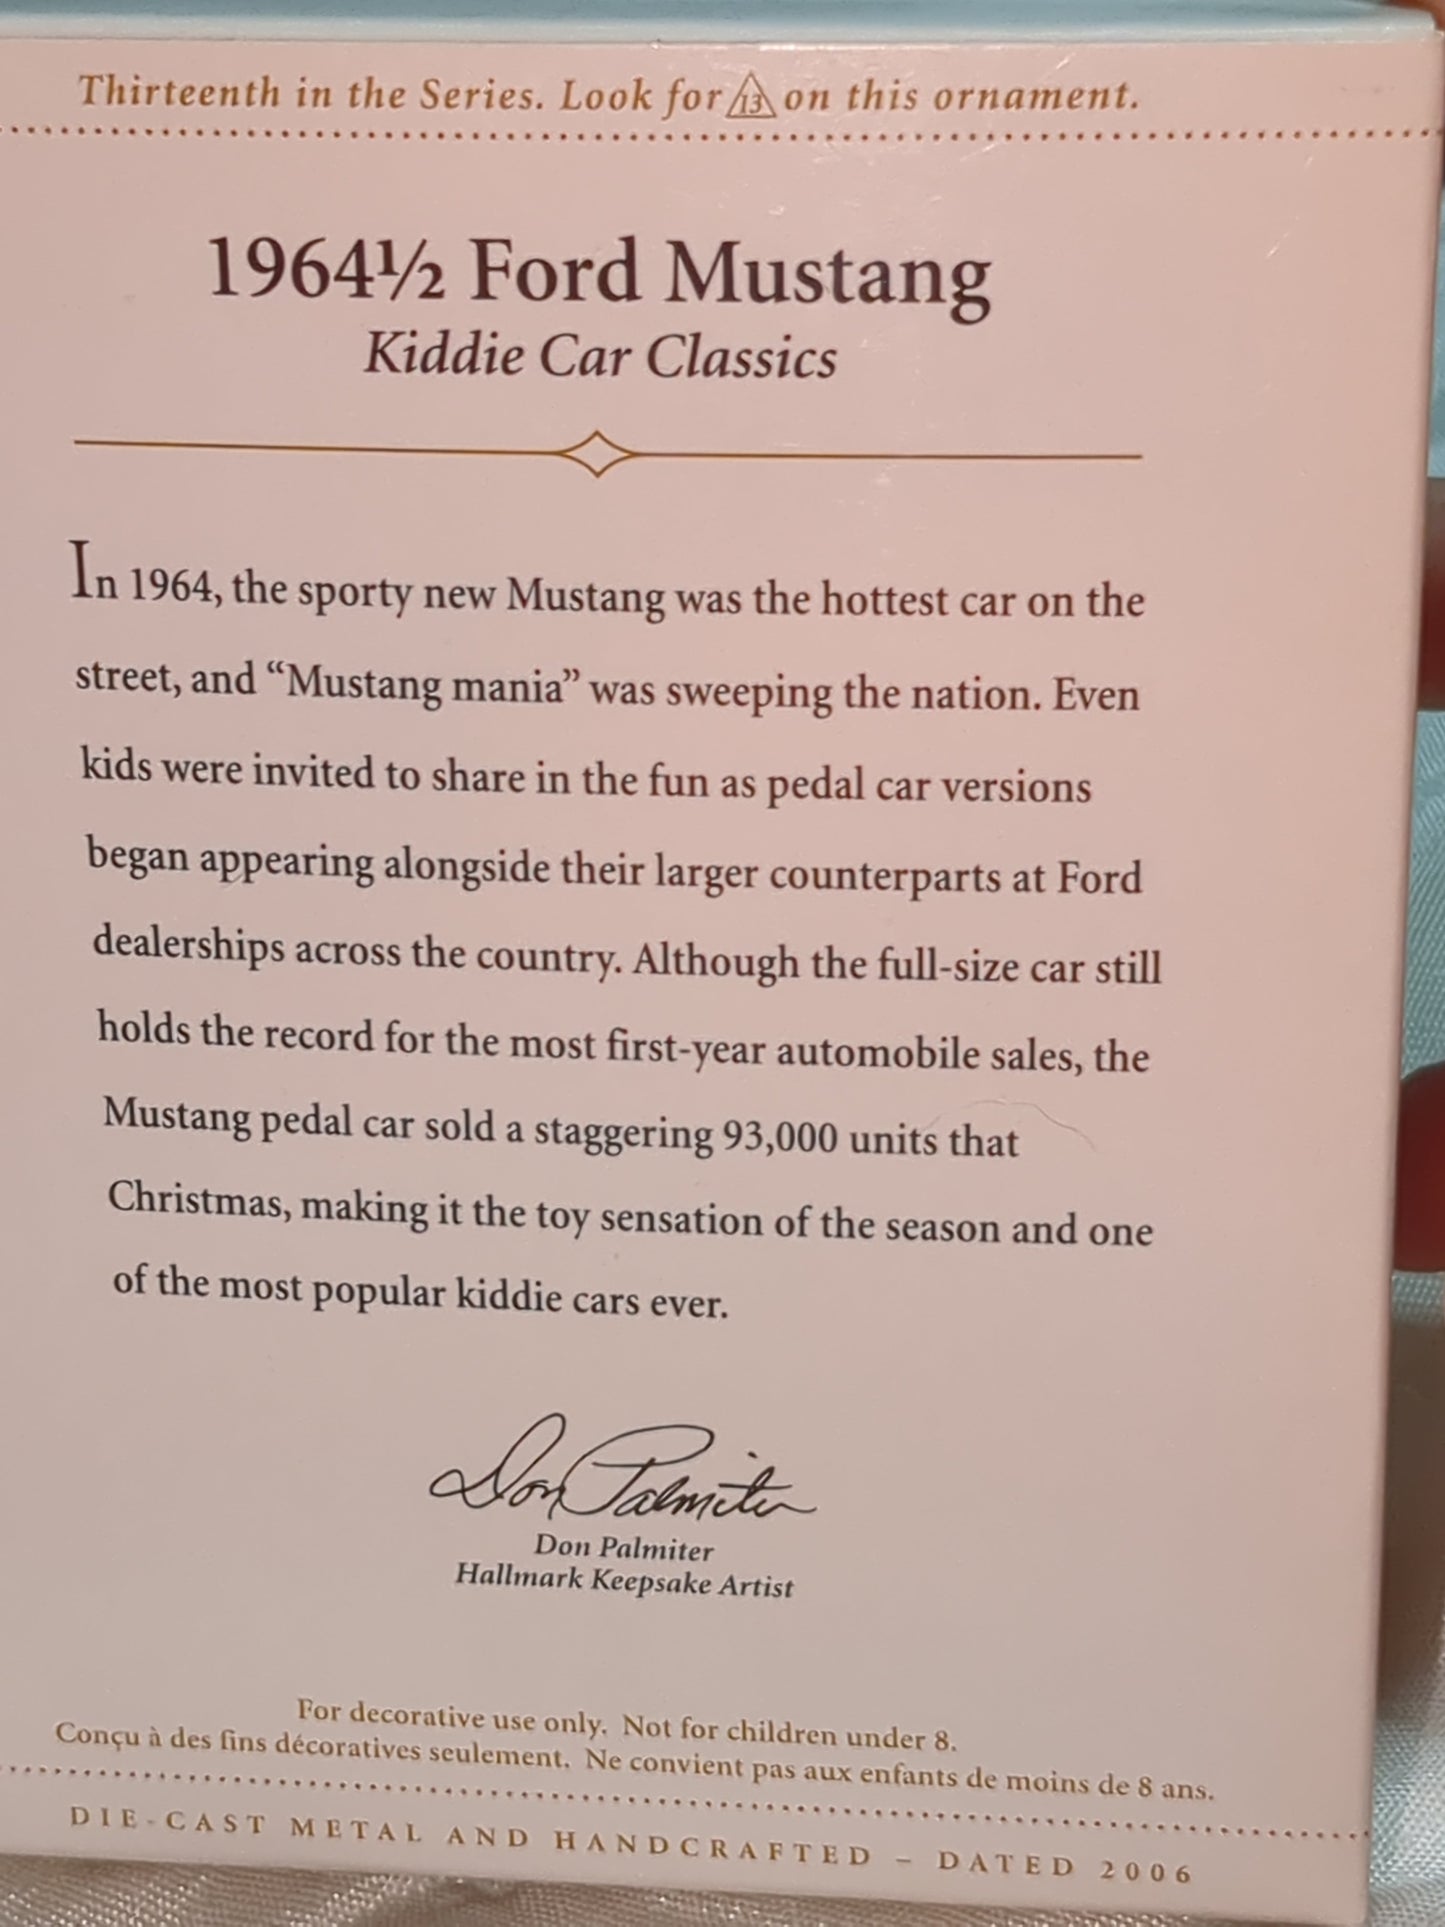 Thirteenth in the Series. Look for 13 on this ornament.
1964½ Ford Mustang
Kiddie Car Classics
In 1964, the sporty new Mustang was the hottest car on the
street, and “Mustang mania” was sweeping the nation. Even
kids were invited to share in the fun as pedal car versions
began appearing alongside their larger counterparts at Ford
dealerships across the country. Although the full-size car still
holds the record for the most first-year automobile sales, the
Mustang pedal car sold a staggering 93,000 units that
Christmas, making it the toy sensation of the season and one
of the most popular kiddie cars ever.
Don Palmiter
Don Palmiter
Hallmark Keepsake Artist
For decorative use only. Not for children under 8.
Conçu à des fins décoratives seulement. Ne convient pas aux enfants de moins de 8 ans.
DIE-CAST METAL AND HANDCRAFTED – DATED 2006